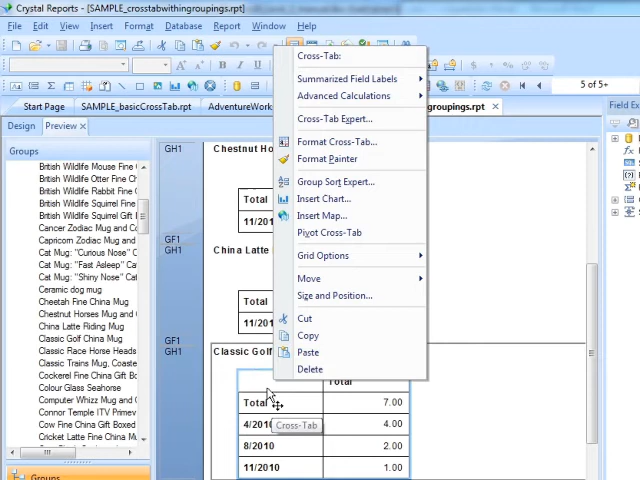 Crystal Reports - [SAMPLE_crosstabwithingroupings.rpt]
File Edit View Insert Format Database Report Window Help
5 of 5+
Start Page SAMPLE_basicCrossTab.rpt AdventureWork groupings.rpt ×
Design Preview ×
Groups
British Wildlife Mouse Fine
British Wildlife Otter Fine Ch
British Wildlife Rabbit Fine
British Wildlife Squirrel Fine
British Wildlife Squirrel Gift
Cancer Zodiac Mug and
Capricorn Zodiac Mug and
Cat Mug: "Curious Nose" C
Cat Mug: "Fast Asleep" Cat
Cat Mug: "Shiny Nose" C
Ceramic dog mug
Cheetah Fine China Mug
Chestnut Horses Mug and
China Latte Riding Mug
Classic Golf China Mug
Classic Race Horse Heads
Classic Trains Mug, Coaste
Clydesdale Fine China Mug
Colour Glass Seahorse
Computer Whizz Mug and C
Connor Temple ITV Primev
Cow Fine China Gift Boxed
Cricket Latte Fine China M
Groups
GH1
Chestnut Ho
Total
11/20
GF1
GH1
China Latte
Total
11/201
GF1
GH1
Classic Golf
Total
Total 7.00
4/2010 4.00
8/2010 2.00
11/2010 1.00
Cross-Tab
Cross-Tab:
Summarized Field Labels
Advanced Calculations
Cross-Tab Expert...
Format Cross-Tab...
Format Painter
Group Sort Expert...
Insert Chart...
Insert Map...
Pivot Cross-Tab
Grid Options
Move
Size and Position...
Cut
Copy
Paste
Delete
Field Ex